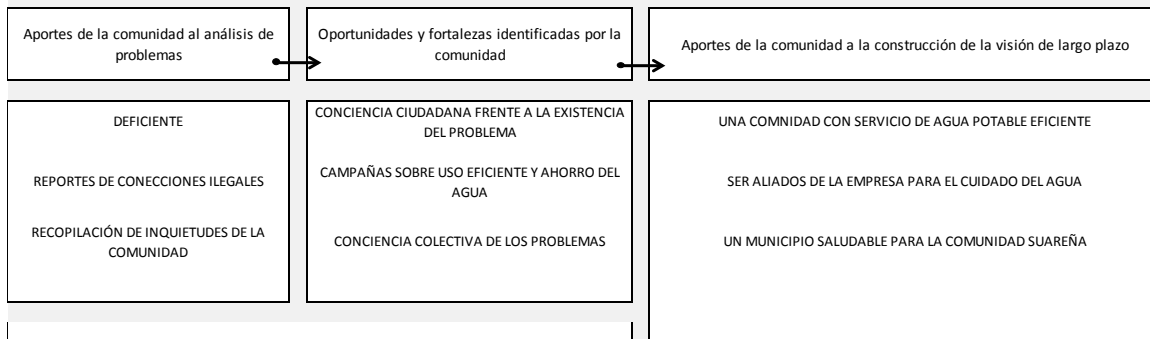 Aportes de la comunidad al análisis de
problemas
Oportunidades y fortalezas identificadas por la
comunidad
Aportes de la comunidad a la construcción de la visión de largo plazo
DEFICIENTE
REPORTES DE CONECCIONES ILEGALES
RECOPILACIÓN DE INQUIETUDES DE LA
COMUNIDAD
CONCIENCIA CIUDADANA FRENTE A LA EXISTENCIA
DEL PROBLEMA
CAMPAÑAS SOBRE USO EFICIENTE Y AHORRO DEL
AGUA
CONCIENCIA COLECTIVA DE LOS PROBLEMAS
UNA COMNIDAD CON SERVICIO DE AGUA POTABLE EFICIENTE
SER ALIADOS DE LA EMPRESA PARA EL CUIDADO DEL AGUA
UN MUNICIPIO SALUDABLE PARA LA COMUNIDAD SUAREÑA